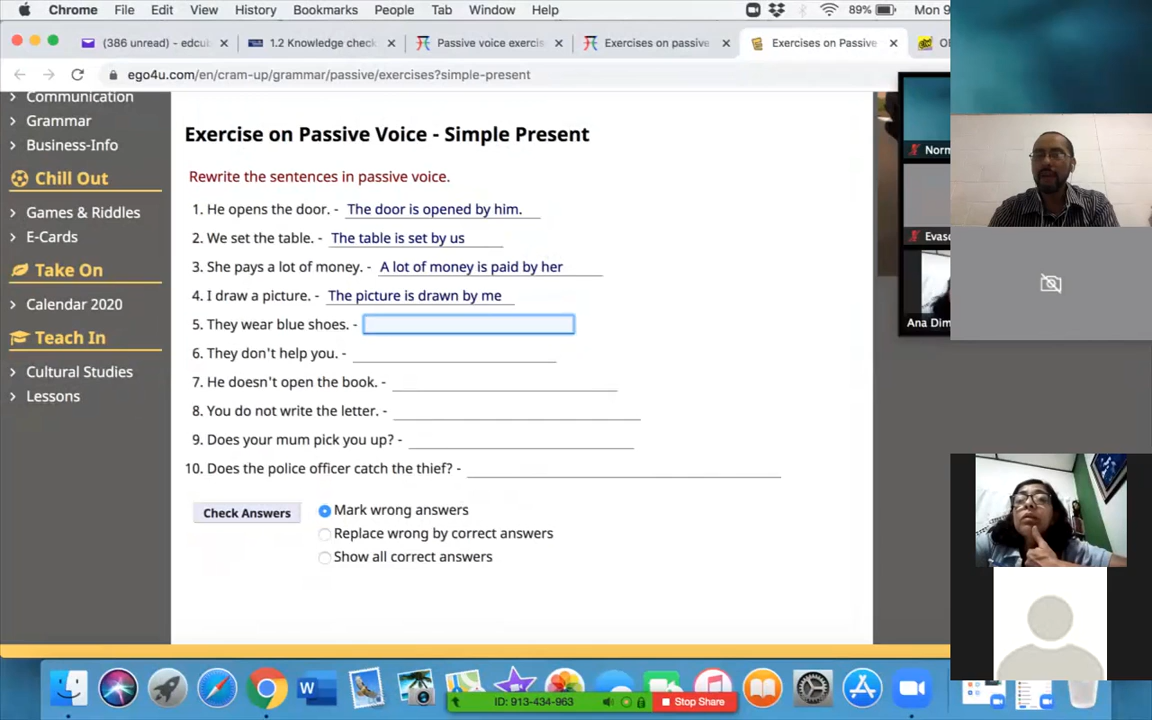 Chrome File Edit View History Bookmarks People Tab Window Help 89% Mon 9
(386 unread) - edcub × 1.2 Knowledge check × Passive voice exerci × Exercises on passive × Exercises on Passive ×
ego4u.com/en/cram-up/grammar/passive/exercises?simple-present
Communication
Grammar
Business-Info
Chill Out
Games & Riddles
E-Cards
Take On
Calendar 2020
Teach In
Cultural Studies
Lessons
Exercise on Passive Voice - Simple Present
Rewrite the sentences in passive voice.
1. He opens the door. - The door is opened by him.
2. We set the table. - The table is set by us
3. She pays a lot of money. - A lot of money is paid by her
4. I draw a picture. - The picture is drawn by me
5. They wear blue shoes. -
6. They don't help you. -
7. He doesn't open the book. -
8. You do not write the letter. -
9. Does your mum pick you up? -
10. Does the police officer catch the thief? -
Check Answers
Mark wrong answers
Replace wrong by correct answers
Show all correct answers
Norm
Evas
Ana Dim
ID: 913-434-963 Stop Share